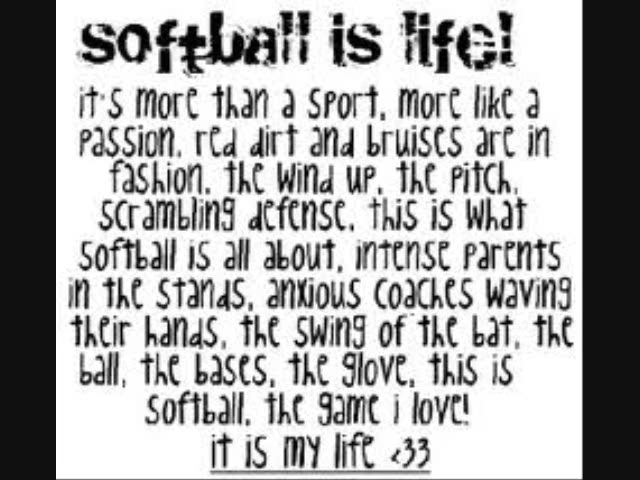 softball is life!
it's more than a sport, more like a
passion. red dirt and bruises are in
fashion. the wind up, the pitch,
scrambling defense. this is what
softball is all about, intense parents
in the stands, anxious coaches waving
their hands, the swing of the bat, the
ball, the bases, the glove, this is
softball, the game i love!
it is my life <33